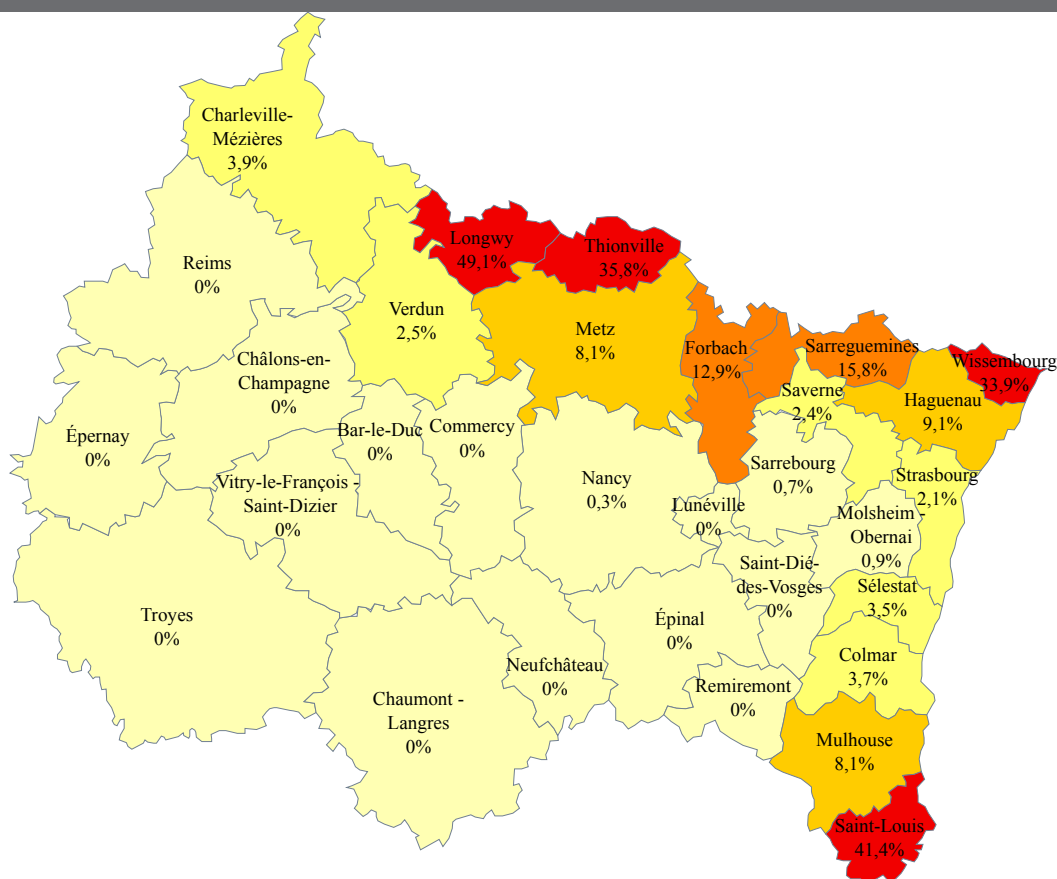 Charleville-
Mézières
3,9%
Reims
0%
Longwy
49,1%
Thionville
35,8%
Verdun
2,5%
Metz
8,1%
Forbach
12,9%
Sarreguemines
15,8%
Wissembourg
33,9%
Saverne
2,4%
Haguenau
9,1%
Châlons-en-
Champagne
0%
Épernay
0%
Bar-le-Duc
0%
Commercy
0%
Vitry-le-François -
Saint-Dizier
0%
Nancy
0,3%
Sarrebourg
0,7%
Strasbourg
2,1%
Lunéville
0%
Molsheim -
Obernai
0,9%
Saint-Dié-
des-Vosges
0%
Sélestat
3,5%
Troyes
0%
Épinal
0%
Colmar
3,7%
Neufchâteau
0%
Remiremont
0%
Chaumont -
Langres
0%
Mulhouse
8,1%
Saint-Louis
41,4%